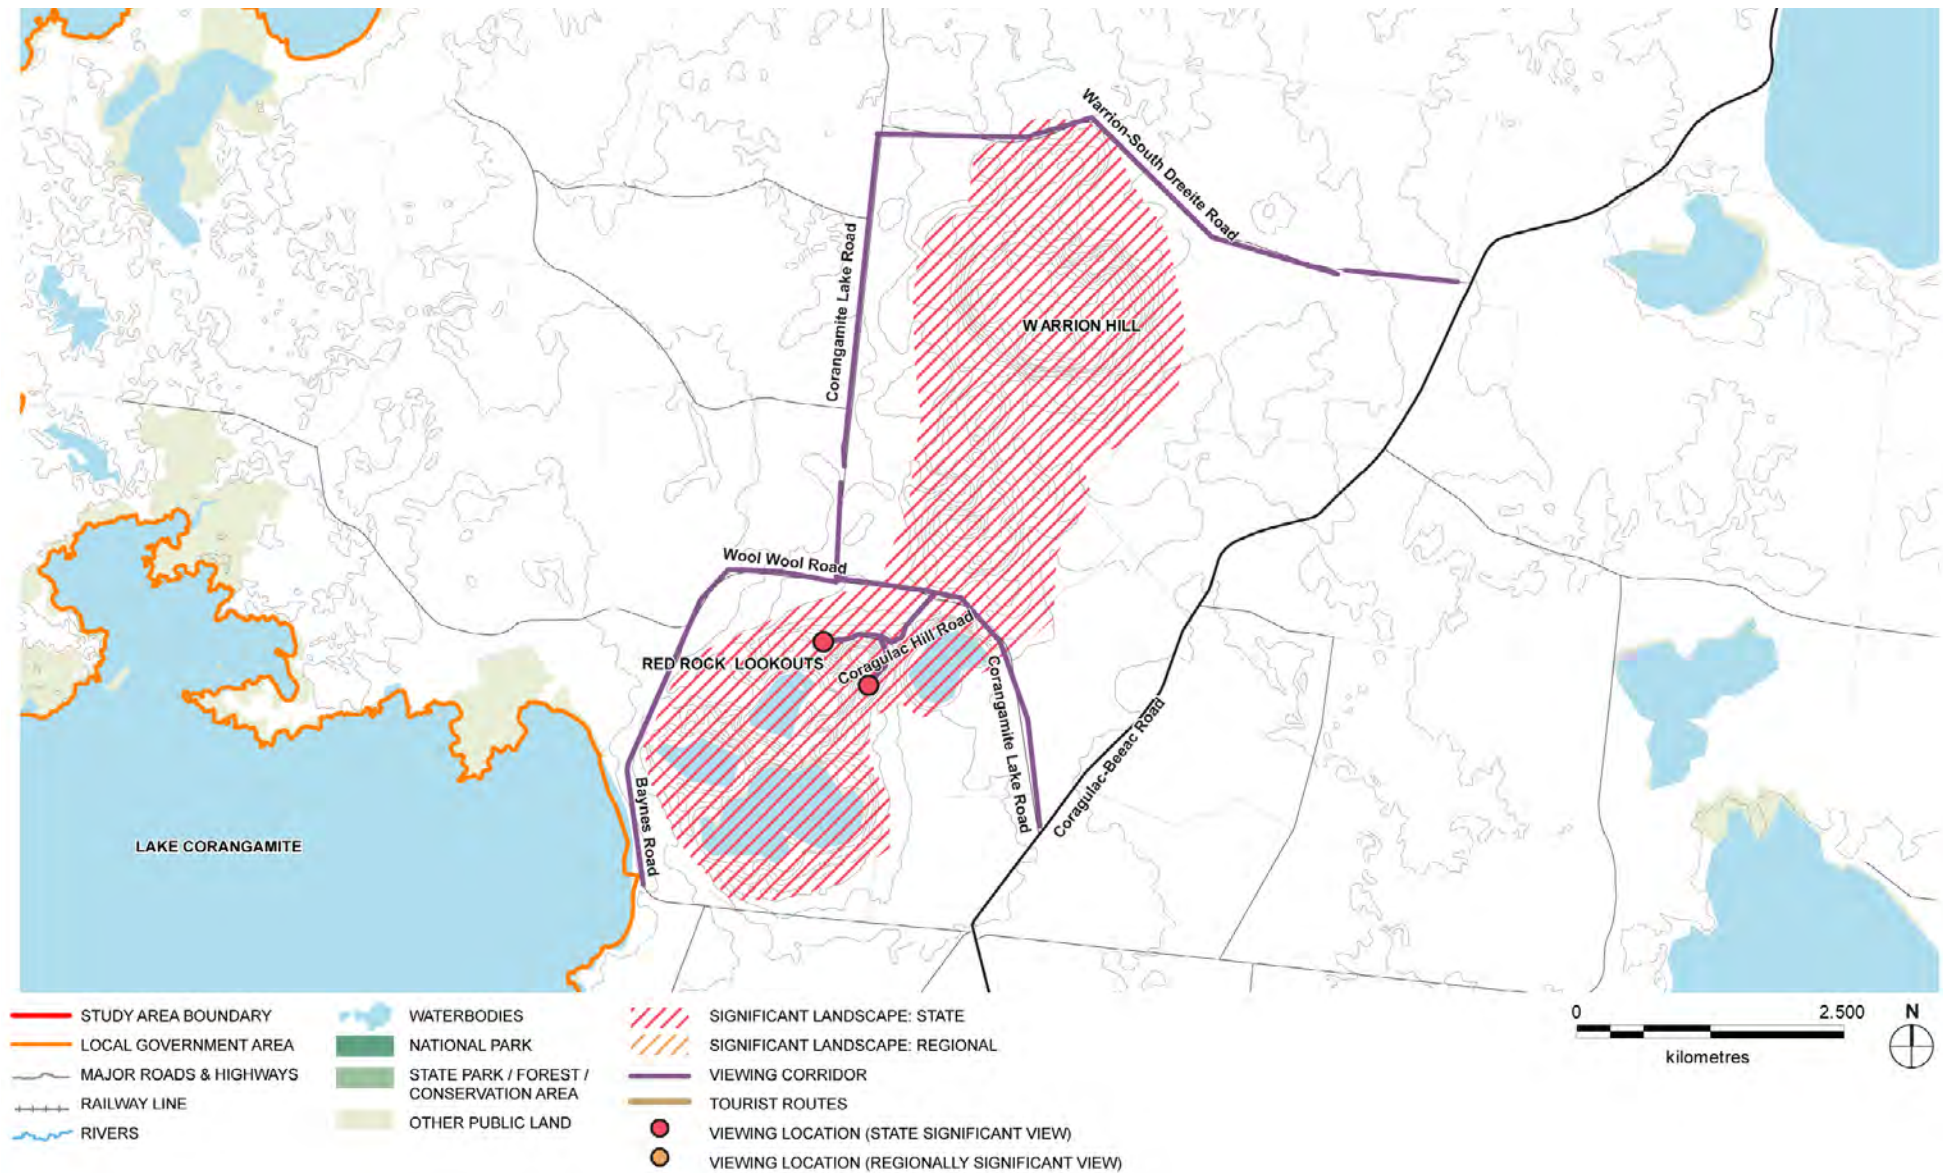 Warrion-South Dreeite Road
Corangamite Lake Road
WARRION HILL
Wool Wool Road
Coragulac Hill Road
RED ROCK LOOKOUTS
Corangamite Lake Road
Coragulac-Beeac Road
Baynes Road
LAKE CORANGAMITE
STUDY AREA BOUNDARY
LOCAL GOVERNMENT AREA
MAJOR ROADS & HIGHWAYS
RAILWAY LINE
RIVERS
WATERBODIES
NATIONAL PARK
STATE PARK / FOREST /
CONSERVATION AREA
OTHER PUBLIC LAND
SIGNIFICANT LANDSCAPE: STATE
SIGNIFICANT LANDSCAPE: REGIONAL
VIEWING CORRIDOR
TOURIST ROUTES
VIEWING LOCATION (STATE SIGNIFICANT VIEW)
VIEWING LOCATION (REGIONALLY SIGNIFICANT VIEW)
0 2.500
kilometres
N